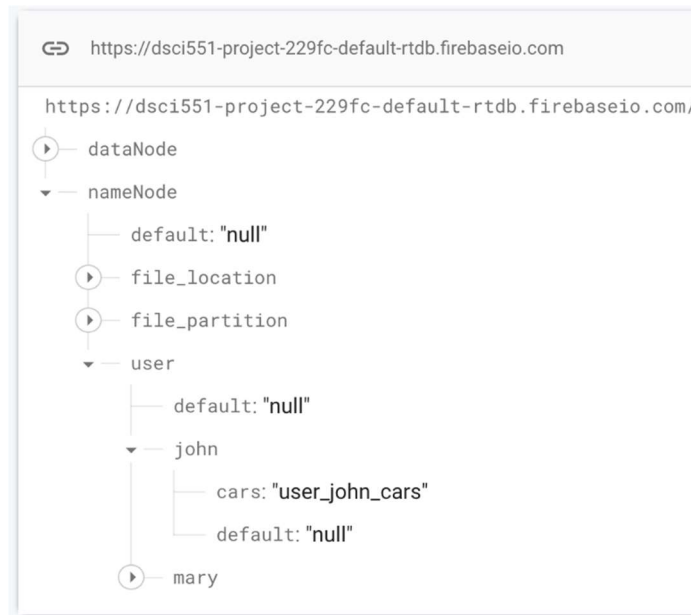 https://dsci551-project-229fc-default-rtdb.firebaseio.com
https://dsci551-project-229fc-default-rtdb.firebaseio.com/
dataNode
nameNode
default: "null"
file_location
file_partition
user
default: "null"
john
cars: "user_john_cars"
default: "null"
mary